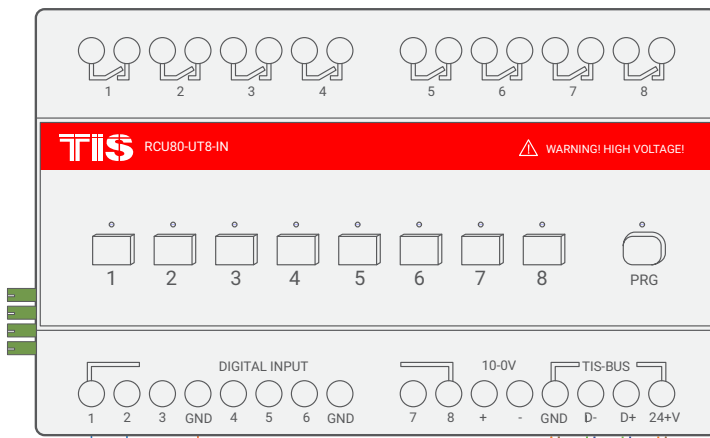 1 2 3 4 5 6 7 8
TIS RCU80-UT8-IN WARNING! HIGH VOLTAGE!
1 2 3 4 5 6 7 8 PRG
DIGITAL INPUT 10-0V TIS-BUS
1 2 3 GND 4 5 6 GND 7 8 + - GND D- D+ 24+V